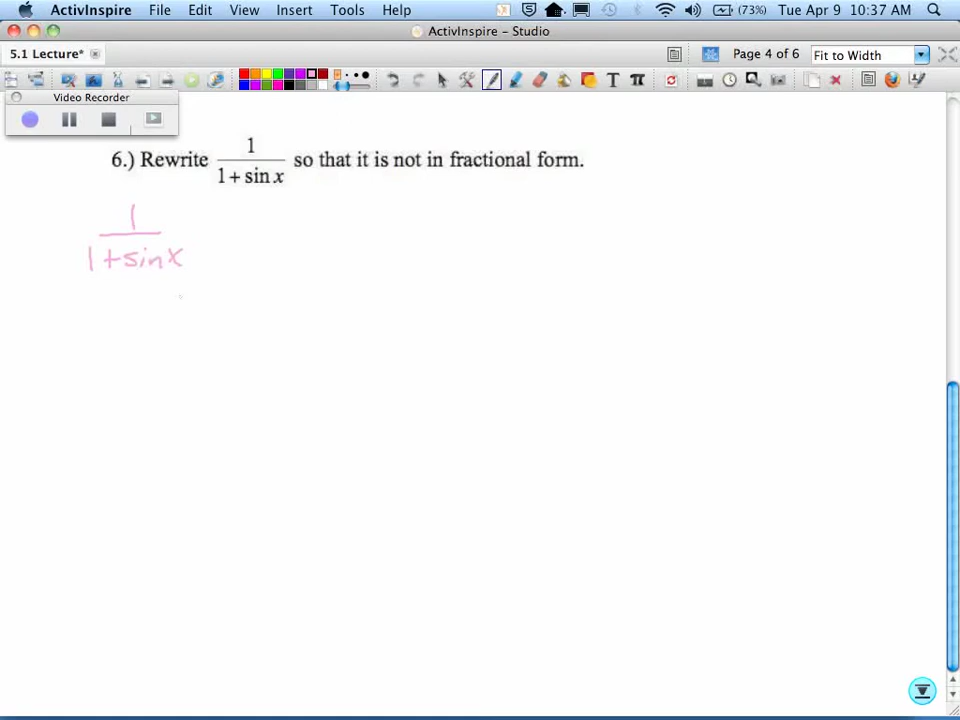 ActivInspire File Edit View Insert Tools Help (73%) Tue Apr 9 10:37 AM
ActivInspire – Studio
5.1 Lecture* Page 4 of 6 Fit to Width
T π
Video Recorder
6.) Rewrite 1 / 1 + sin x so that it is not in fractional form.
1
1+sinx